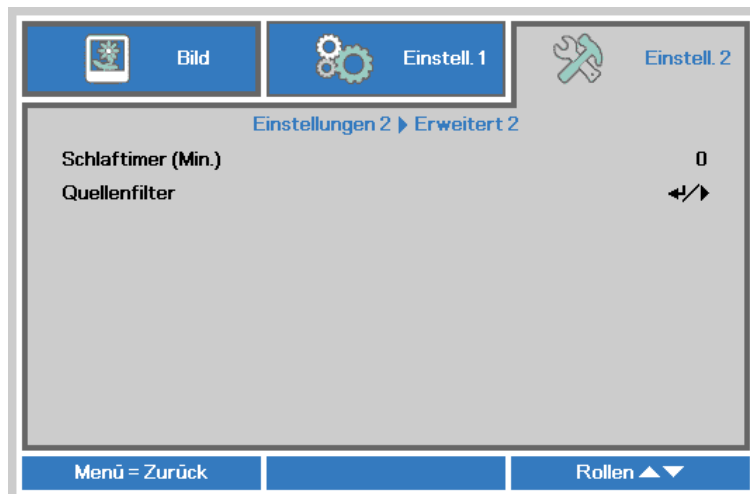 Bild
Einstell. 1
Einstell. 2
Einstellungen 2 ▶ Erweitert 2
Schlaftimer (Min.) 0
Quellenfilter ↵/▶
Menü = Zurück
Rollen ▲▼